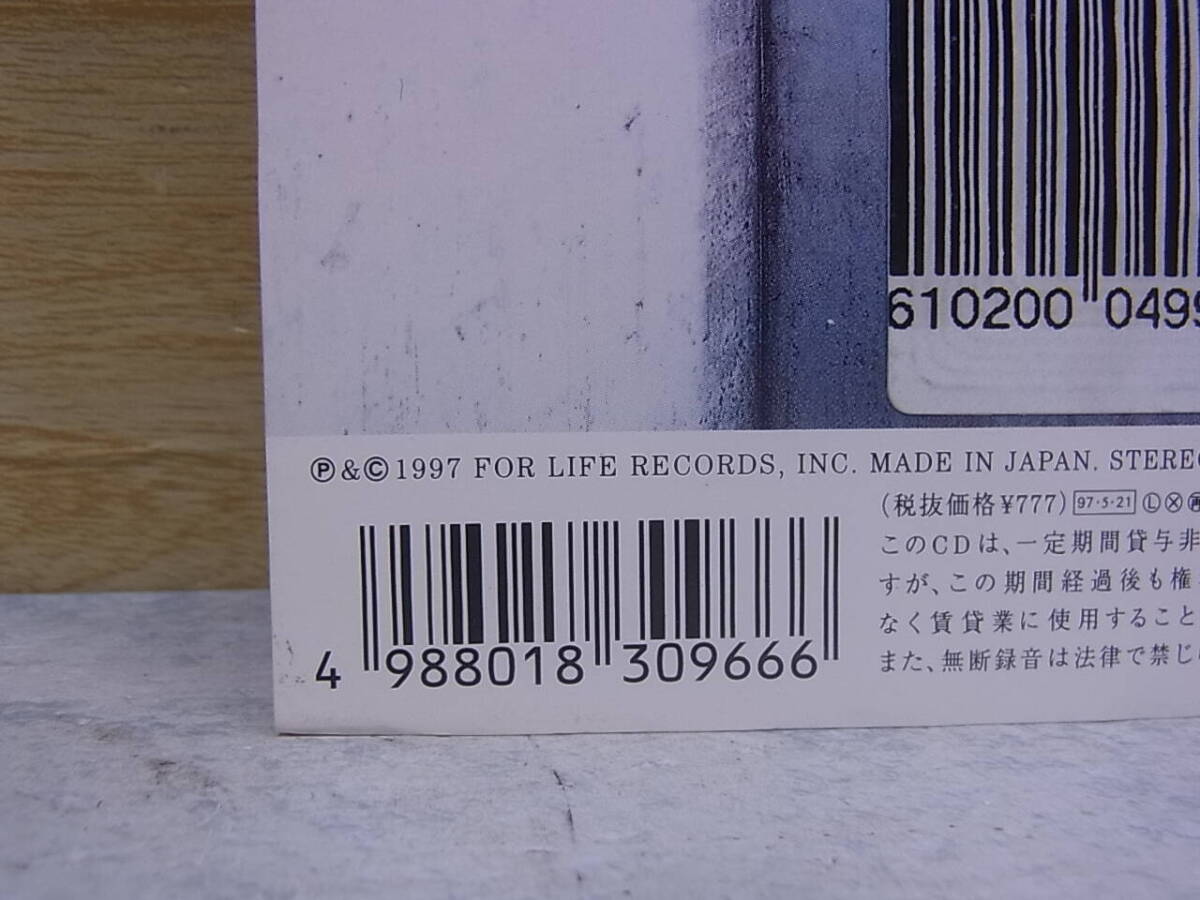 610200 0499
Ⓟ&©1997 FOR LIFE RECORDS, INC. MADE IN JAPAN. STEREO
(税抜価格¥777) 97·5·21 Ⓛ Ⓧ ㊞
このCDは、一定期間貸与非
すが、この期間経過後も権
なく賃貸業に使用すること
また、無断録音は法律で禁じ
4 988018 309666